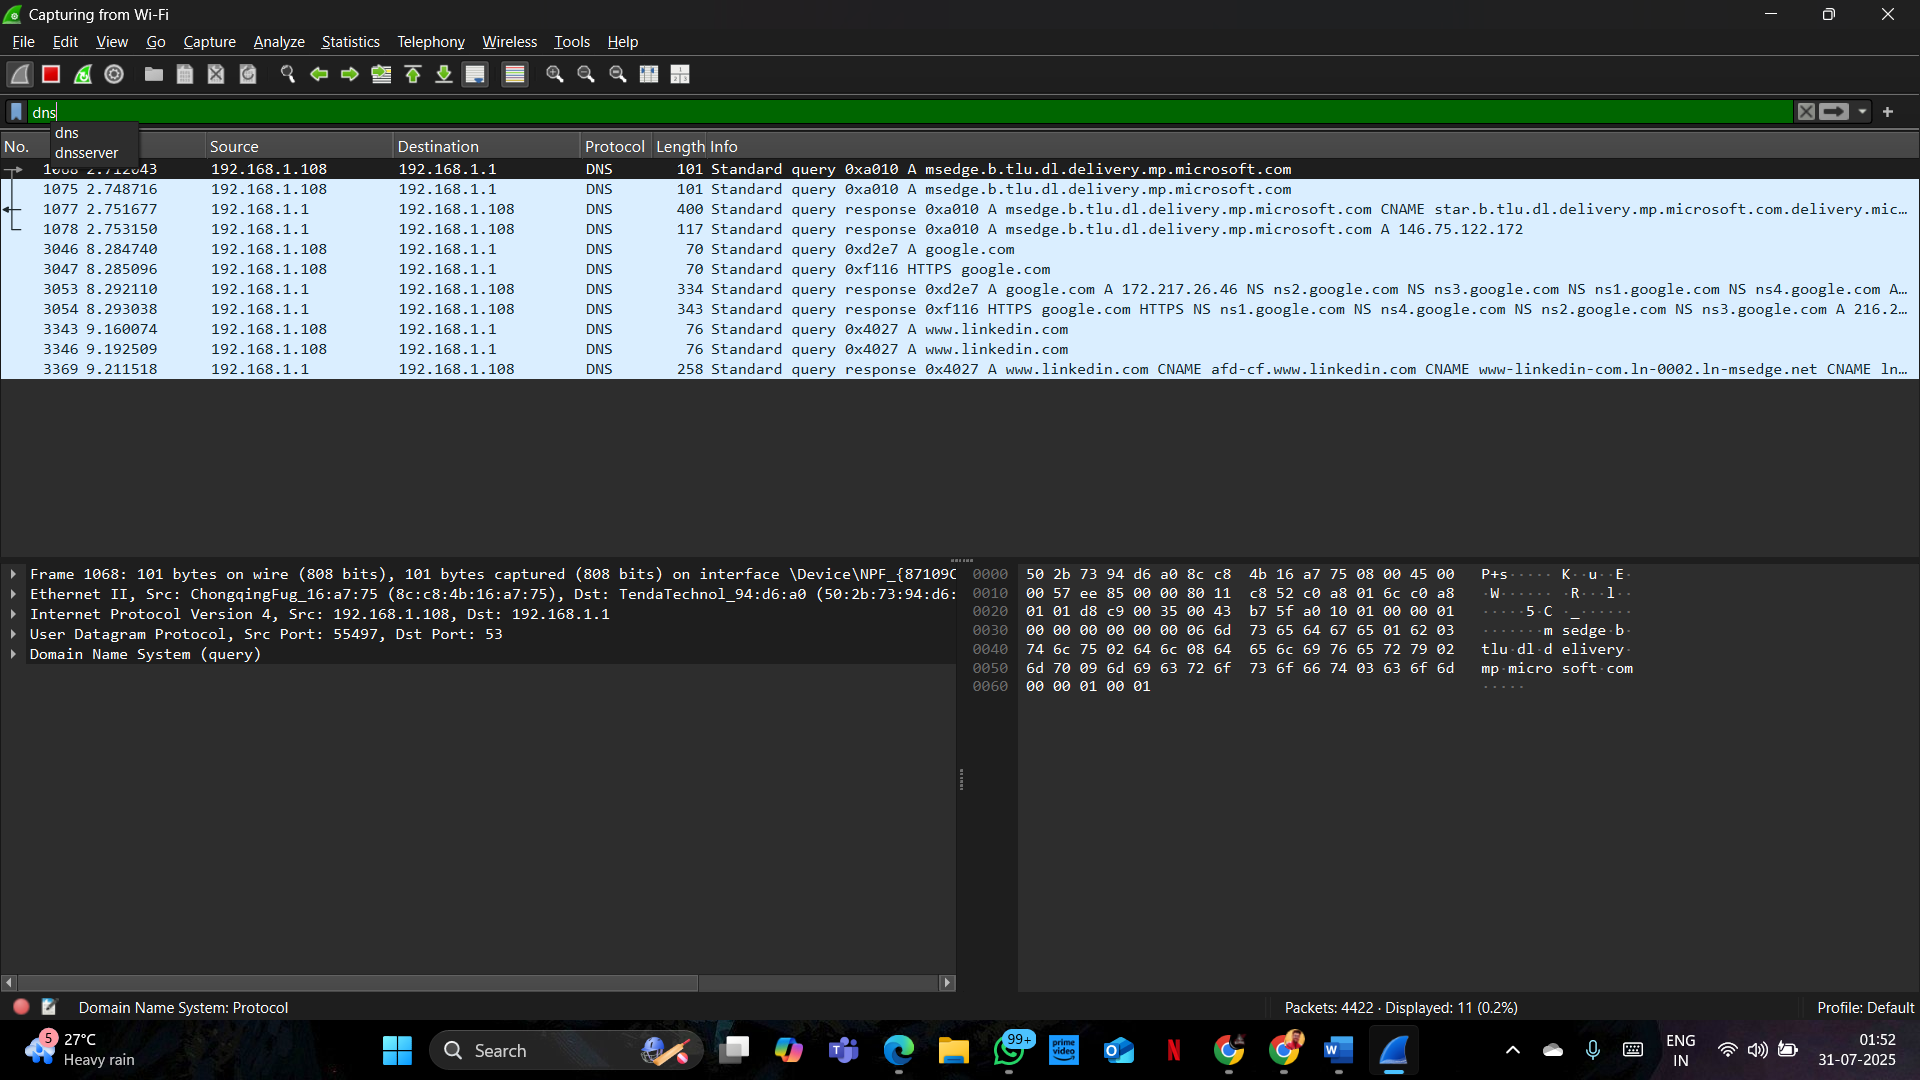 Capturing from Wi-Fi
File Edit View Go Capture Analyze Statistics Telephony Wireless Tools Help
dns
dns
dnsserver
No. Source Destination Protocol Length Info
192.168.1.108 192.168.1.1 DNS 101 Standard query 0xa010 A msedge.b.tlu.dl.delivery.mp.microsoft.com
1075 2.748716 192.168.1.108 192.168.1.1 DNS 101 Standard query 0xa010 A msedge.b.tlu.dl.delivery.mp.microsoft.com
1077 2.751677 192.168.1.1 192.168.1.108 DNS 400 Standard query response 0xa010 A msedge.b.tlu.dl.delivery.mp.microsoft.com CNAME star.b.tlu.dl.delivery.mp.microsoft.com.delivery.mic…
1078 2.753150 192.168.1.1 192.168.1.108 DNS 117 Standard query response 0xa010 A msedge.b.tlu.dl.delivery.mp.microsoft.com A 146.75.122.172
3046 8.284740 192.168.1.108 192.168.1.1 DNS 70 Standard query 0xd2e7 A google.com
3047 8.285096 192.168.1.108 192.168.1.1 DNS 70 Standard query 0xf116 HTTPS google.com
3053 8.292110 192.168.1.1 192.168.1.108 DNS 334 Standard query response 0xd2e7 A google.com A 172.217.26.46 NS ns2.google.com NS ns3.google.com NS ns1.google.com NS ns4.google.com A…
3054 8.293038 192.168.1.1 192.168.1.108 DNS 343 Standard query response 0xf116 HTTPS google.com HTTPS NS ns1.google.com NS ns4.google.com NS ns2.google.com NS ns3.google.com A 216.2…
3343 9.160074 192.168.1.108 192.168.1.1 DNS 76 Standard query 0x4027 A www.linkedin.com
3346 9.192509 192.168.1.108 192.168.1.1 DNS 76 Standard query 0x4027 A www.linkedin.com
3369 9.211518 192.168.1.1 192.168.1.108 DNS 258 Standard query response 0x4027 A www.linkedin.com CNAME afd-cf.www.linkedin.com CNAME www-linkedin-com.ln-0002.ln-msedge.net CNAME ln…
Frame 1068: 101 bytes on wire (808 bits), 101 bytes captured (808 bits) on interface \Device\NPF_{87109C
Ethernet II, Src: ChongqingFug_16:a7:75 (8c:c8:4b:16:a7:75), Dst: TendaTechnol_94:d6:a0 (50:2b:73:94:d6:
Internet Protocol Version 4, Src: 192.168.1.108, Dst: 192.168.1.1
User Datagram Protocol, Src Port: 55497, Dst Port: 53
Domain Name System (query)
0000 50 2b 73 94 d6 a0 8c c8 4b 16 a7 75 08 00 45 00 P+s····· K··u··E·
0010 00 57 ee 85 00 00 80 11 c8 52 c0 a8 01 6c c0 a8 ·W······ ·R···l··
0020 01 01 d8 c9 00 35 00 43 b7 5f a0 10 01 00 00 01 ·····5·C ·_······
0030 00 00 00 00 00 00 06 6d 73 65 64 67 65 01 62 03 ·······m sedge·b·
0040 74 6c 75 02 64 6c 08 64 65 6c 69 76 65 72 79 02 tlu·dl·d elivery·
0050 6d 70 09 6d 69 63 72 6f 73 6f 66 74 03 63 6f 6d mp·micro soft·com
0060 00 00 01 00 01 ·····
Domain Name System: Protocol
Packets: 4422 · Displayed: 11 (0.2%)
Profile: Default
5
27°C
Heavy rain
Search
99+
prime video
ENG
IN
01:52
31-07-2025